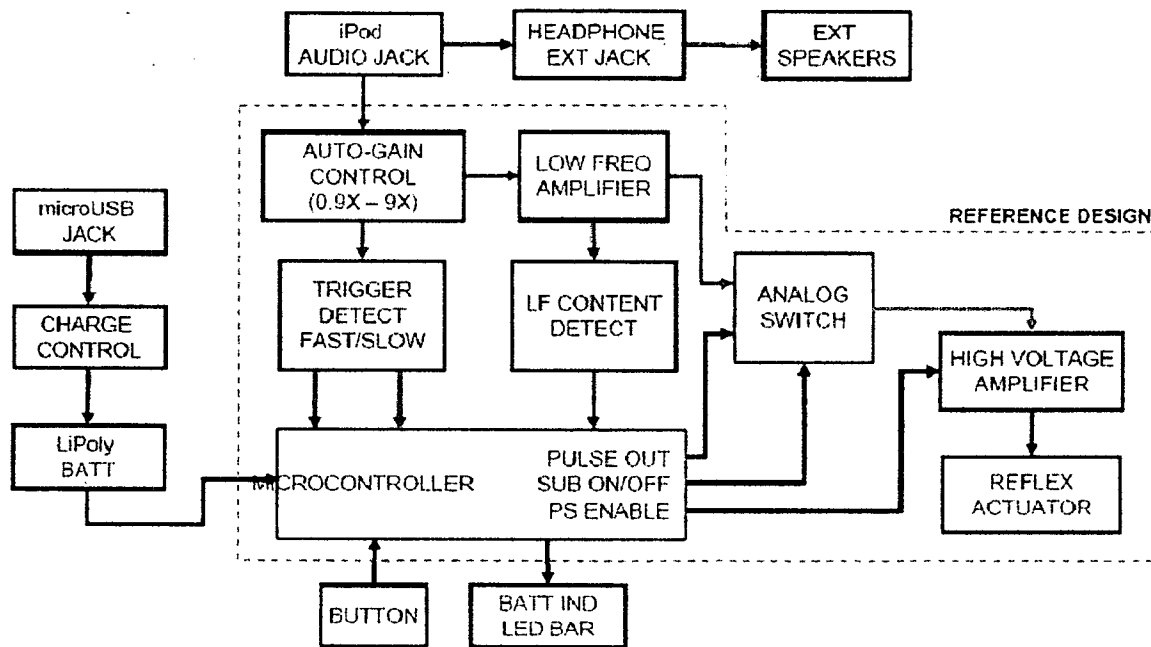 iPod
AUDIO JACK
HEADPHONE
EXT JACK
EXT
SPEAKERS
AUTO-GAIN
CONTROL
(0.9X – 9X)
LOW FREQ
AMPLIFIER
microUSB
JACK
REFERENCE DESIGN
TRIGGER
DETECT
FAST/SLOW
LF CONTENT
DETECT
ANALOG
SWITCH
CHARGE
CONTROL
HIGH VOLTAGE
AMPLIFIER
LiPoly
BATT
MICROCONTROLLER
PULSE OUT
SUB ON/OFF
PS ENABLE
REFLEX
ACTUATOR
BUTTON
BATT IND
LED BAR